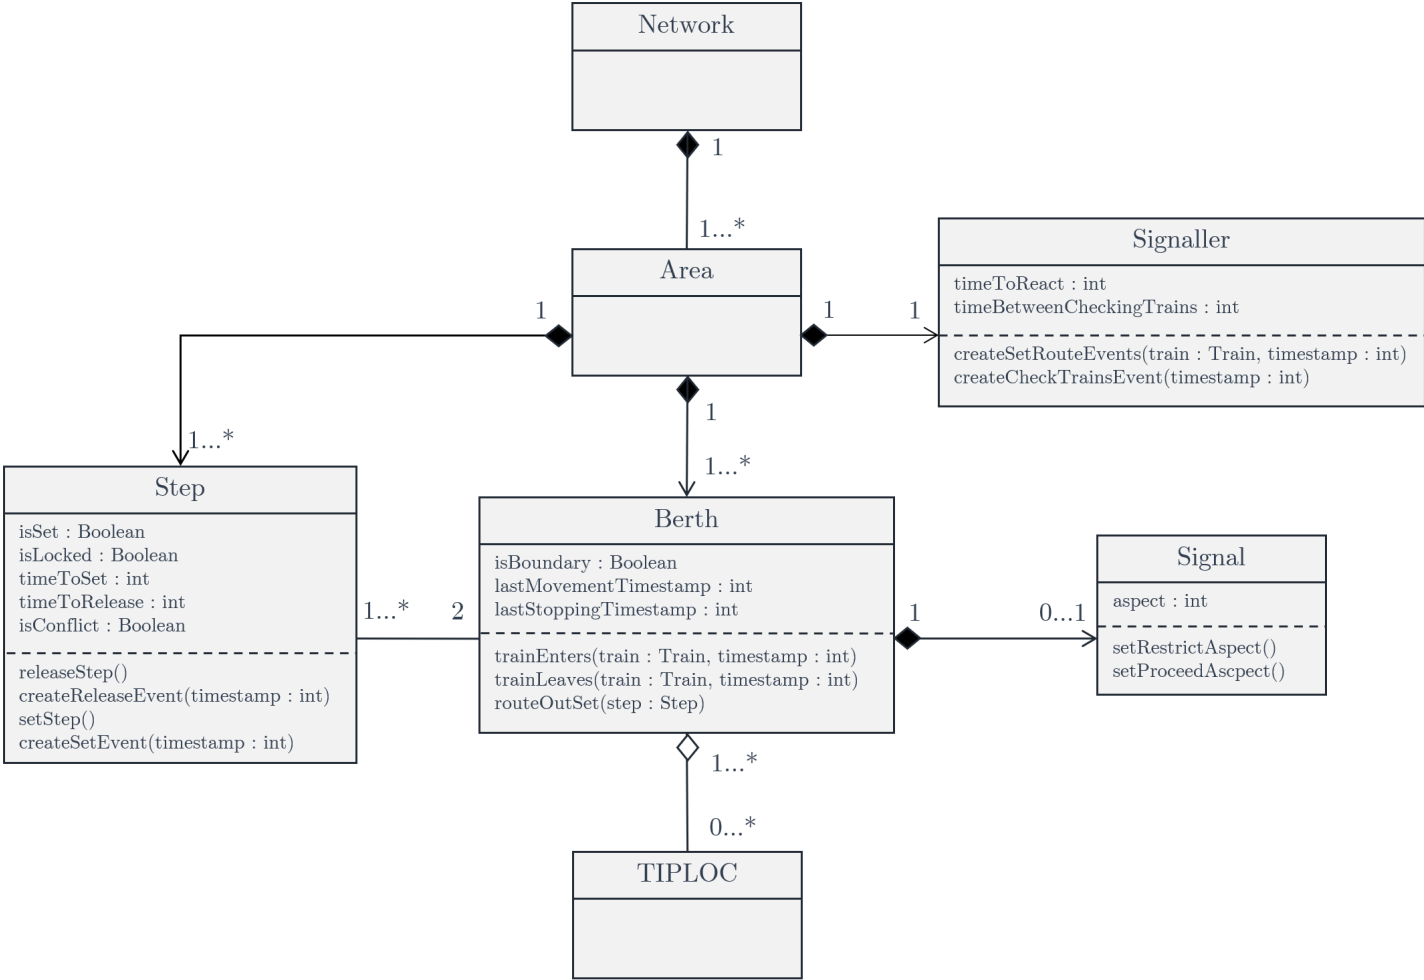 Network
1
1...*
Area
1
1
1
Signaller
timeToReact : int
timeBetweenCheckingTrains : int
createSetRouteEvents(train : Train, timestamp : int)
createCheckTrainsEvent(timestamp : int)
1
1...*
1...*
Step
isSet : Boolean
isLocked : Boolean
timeToSet : int
timeToRelease : int
isConflict : Boolean
releaseStep()
createReleaseEvent(timestamp : int)
setStep()
createSetEvent(timestamp : int)
1...*
2
Berth
isBoundary : Boolean
lastMovementTimestamp : int
lastStoppingTimestamp : int
trainEnters(train : Train, timestamp : int)
trainLeaves(train : Train, timestamp : int)
routeOutSet(step : Step)
1
0...1
Signal
aspect : int
setRestrictAspect()
setProceedAscpect()
1...*
0...*
TIPLOC